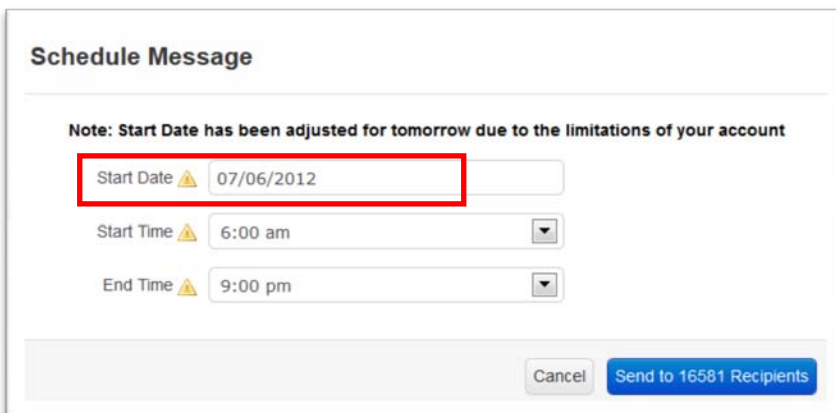 Schedule Message
Note: Start Date has been adjusted for tomorrow due to the limitations of your account
Start Date 07/06/2012
Start Time 6:00 am
End Time 9:00 pm
Cancel Send to 16581 Recipients